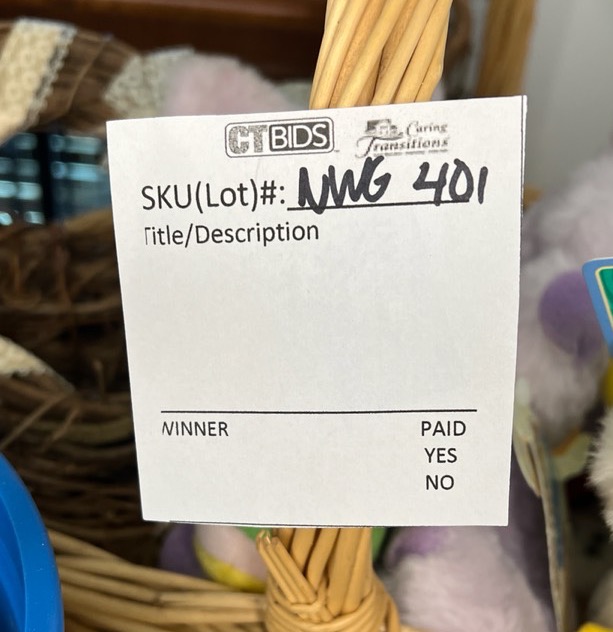 CTBIDS Caring Transitions
SKU(Lot)#: NWG 401
Title/Description
WINNER PAID
YES
NO